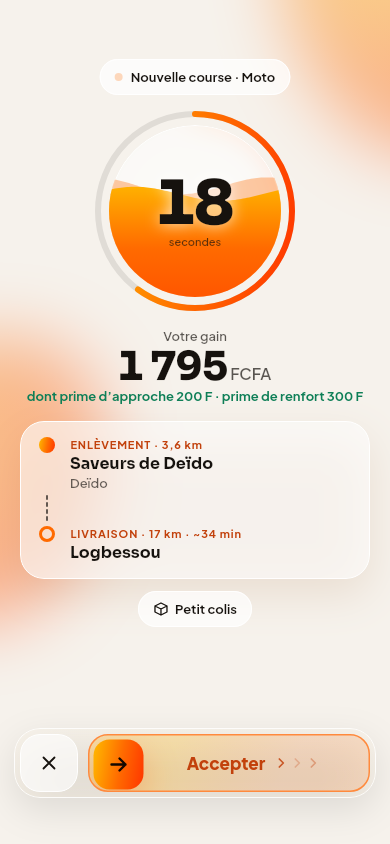 Nouvelle course · Moto
18
secondes
Votre gain
1 795 FCFA
dont prime d’approche 200 F · prime de renfort 300 F
ENLÈVEMENT · 3,6 km
Saveurs de Deïdo
Deïdo
LIVRAISON · 17 km · ~34 min
Logbessou
Petit colis
Accepter